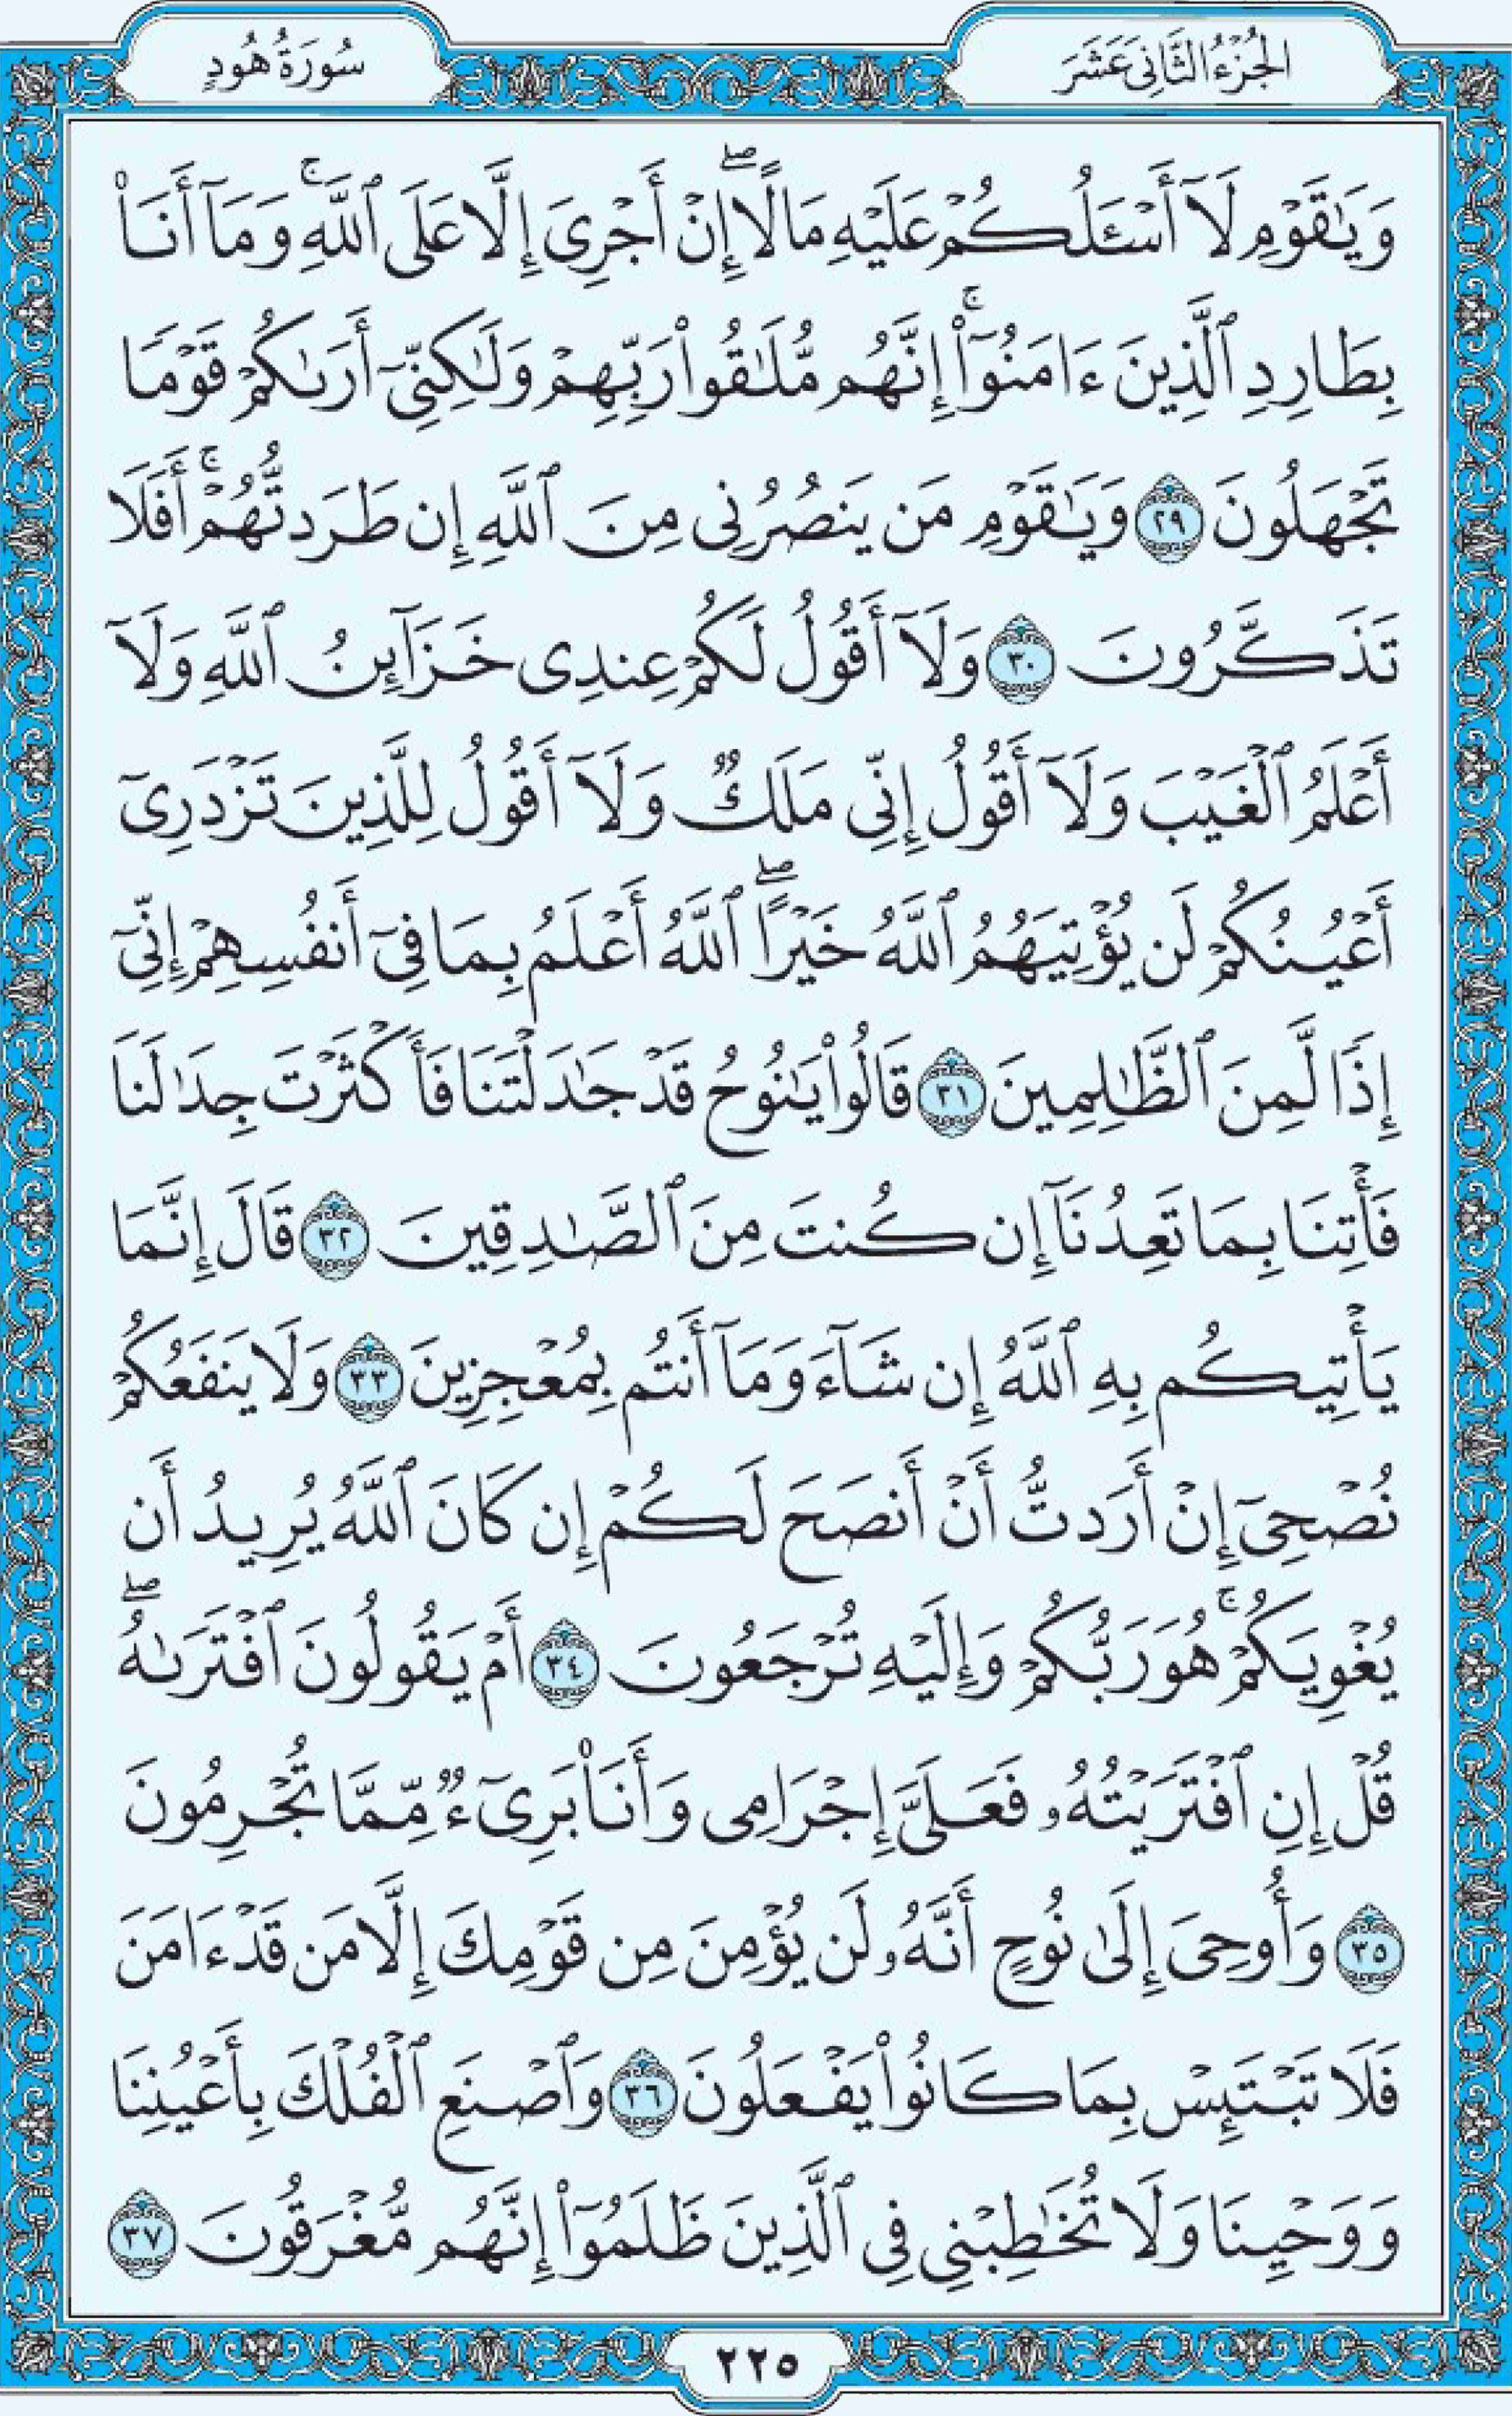 الجُزْءُ الثَّانِي عَشَرَ
سُورَةُ هُودٍ
وَيَٰقَوْمِ لَآ أَسْـَٔلُكُمْ عَلَيْهِ مَالًا ۖ إِنْ أَجْرِىَ إِلَّا عَلَى ٱللَّهِ ۚ وَمَآ أَنَا۠
بِطَارِدِ ٱلَّذِينَ ءَامَنُوٓا۟ ۚ إِنَّهُم مُّلَٰقُوا۟ رَبِّهِمْ وَلَٰكِنِّىٓ أَرَىٰكُمْ قَوْمًا
تَجْهَلُونَ ٢٩ وَيَٰقَوْمِ مَن يَنصُرُنِى مِنَ ٱللَّهِ إِن طَرَدتُّهُمْ ۚ أَفَلَا
تَذَكَّرُونَ ٣٠ وَلَآ أَقُولُ لَكُمْ عِندِى خَزَآئِنُ ٱللَّهِ وَلَآ
أَعْلَمُ ٱلْغَيْبَ وَلَآ أَقُولُ إِنِّى مَلَكٌ وَلَآ أَقُولُ لِلَّذِينَ تَزْدَرِىٓ
أَعْيُنُكُمْ لَن يُؤْتِيَهُمُ ٱللَّهُ خَيْرًا ۖ ٱللَّهُ أَعْلَمُ بِمَا فِىٓ أَنفُسِهِمْ إِنِّىٓ
إِذًا لَّمِنَ ٱلظَّٰلِمِينَ ٣١ قَالُوا۟ يَٰنُوحُ قَدْ جَٰدَلْتَنَا فَأَكْثَرْتَ جِدَٰلَنَا
فَأْتِنَا بِمَا تَعِدُنَآ إِن كُنتَ مِنَ ٱلصَّٰدِقِينَ ٣٢ قَالَ إِنَّمَا
يَأْتِيكُم بِهِ ٱللَّهُ إِن شَآءَ وَمَآ أَنتُم بِمُعْجِزِينَ ٣٣ وَلَا يَنفَعُكُمْ
نُصْحِىٓ إِنْ أَرَدتُّ أَنْ أَنصَحَ لَكُمْ إِن كَانَ ٱللَّهُ يُرِيدُ أَن
يُغْوِيَكُمْ ۚ هُوَ رَبُّكُمْ وَإِلَيْهِ تُرْجَعُونَ ٣٤ أَمْ يَقُولُونَ ٱفْتَرَىٰهُ ۖ
قُلْ إِنِ ٱفْتَرَيْتُهُۥ فَعَلَىَّ إِجْرَامِى وَأَنَا۠ بَرِىٓءٌ مِّمَّا تُجْرِمُونَ
٣٥ وَأُوحِىَ إِلَىٰ نُوحٍ أَنَّهُۥ لَن يُؤْمِنَ مِن قَوْمِكَ إِلَّا مَن قَدْ ءَامَنَ
فَلَا تَبْتَئِسْ بِمَا كَانُوا۟ يَفْعَلُونَ ٣٦ وَٱصْنَعِ ٱلْفُلْكَ بِأَعْيُنِنَا
وَوَحْيِنَا وَلَا تُخَٰطِبْنِى فِى ٱلَّذِينَ ظَلَمُوٓا۟ إِنَّهُم مُّغْرَقُونَ ٣٧
٢٢٥